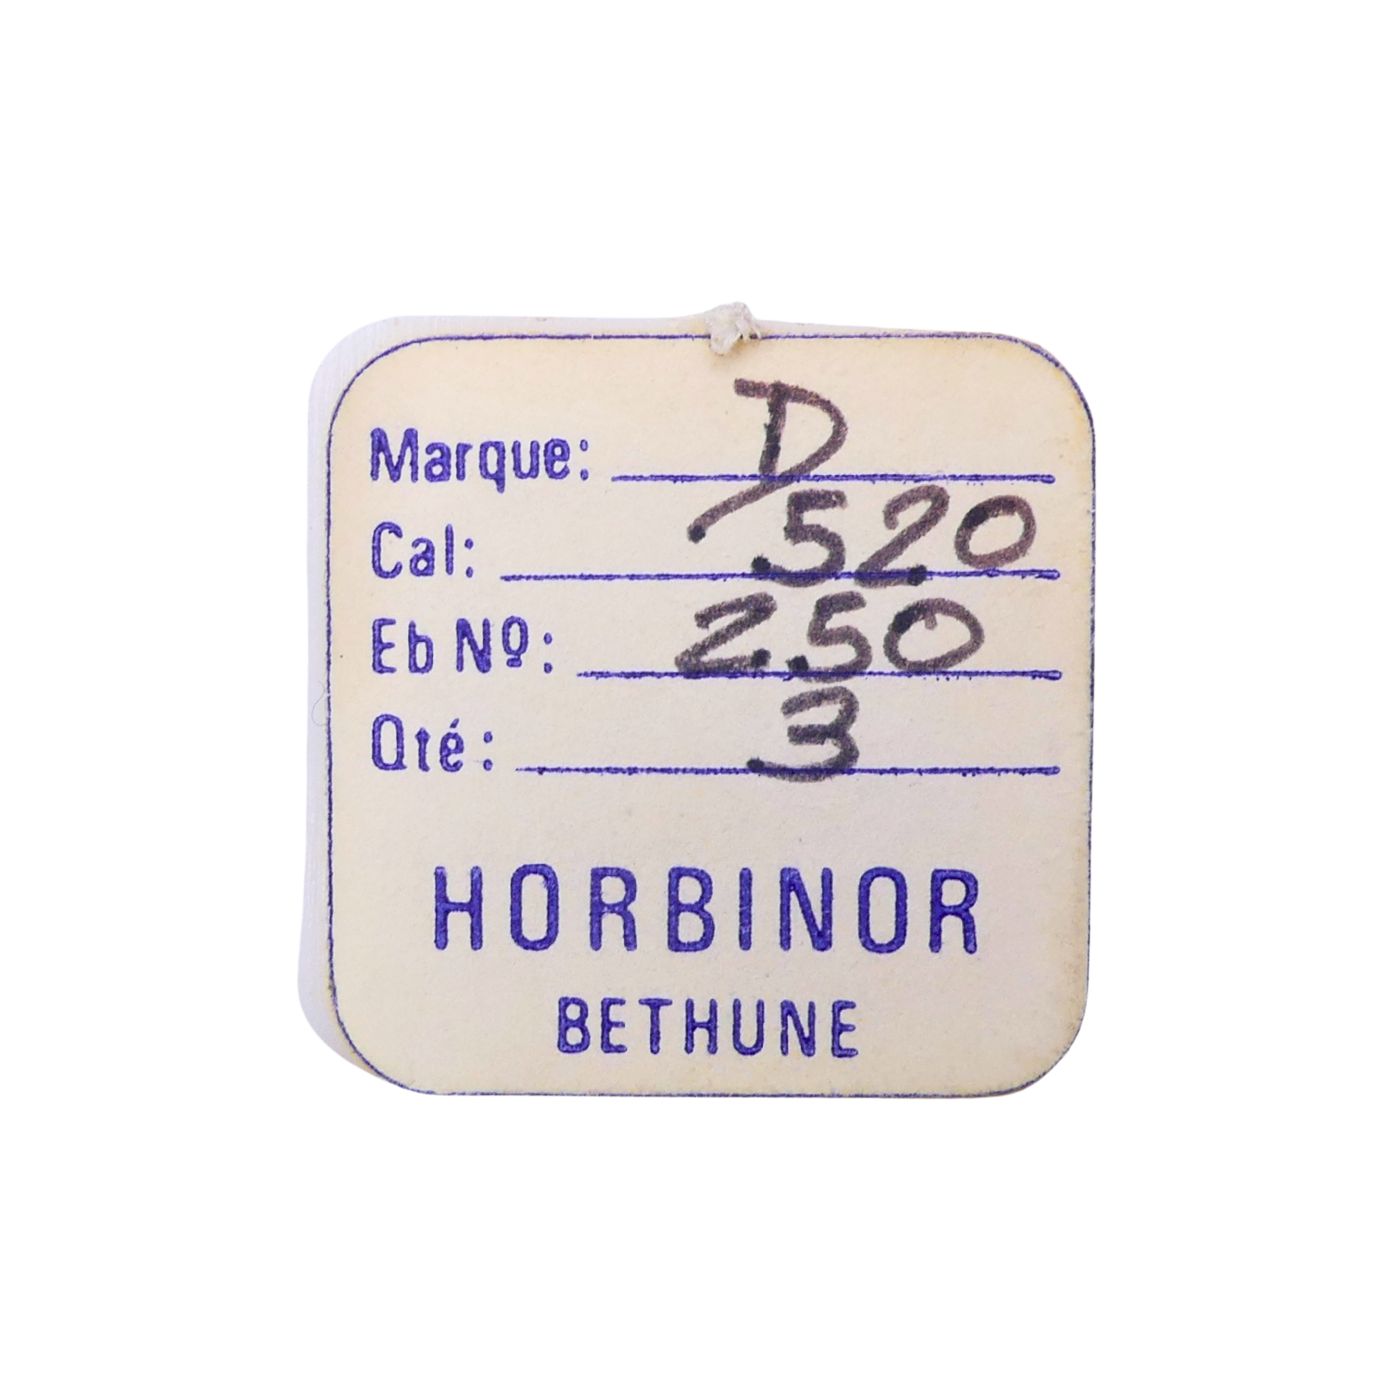 Marque: D
Cal: 520
Eb Nº: 250
Qté: 3
HORBINOR
BETHUNE